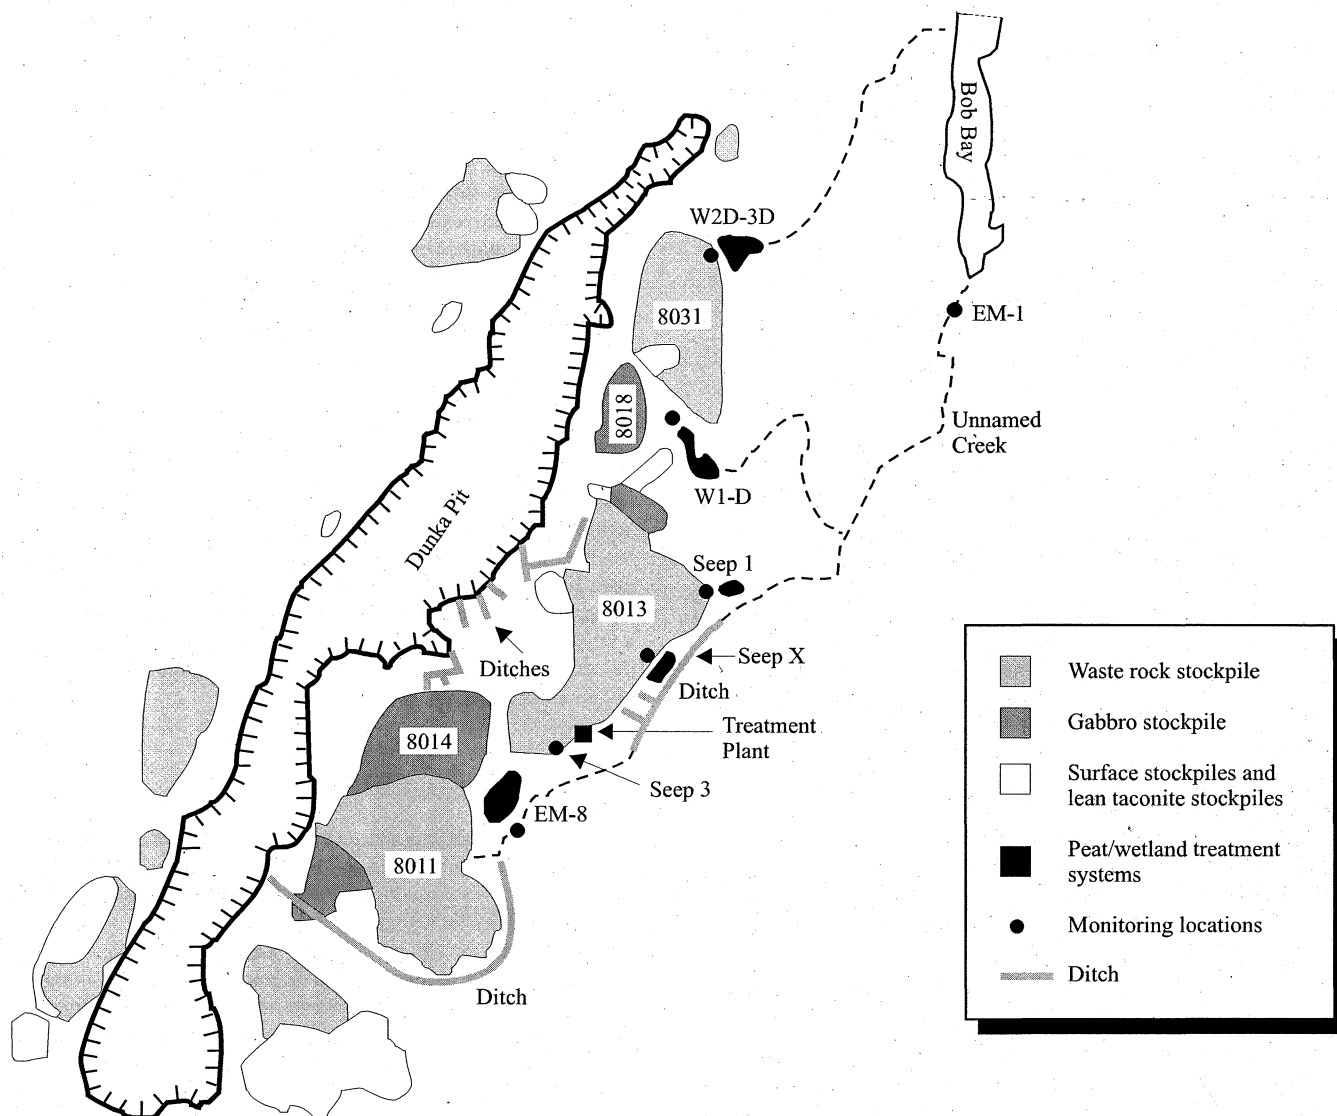 Bob Bay
W2D-3D
8031
EM-1
8018
Unnamed
Creek
W1-D
Dunka Pit
Seep 1
8013
Ditches
Seep X
Ditch
8014
Treatment
Plant
Seep 3
EM-8
8011
Ditch
Waste rock stockpile
Gabbro stockpile
Surface stockpiles and
lean taconite stockpiles
Peat/wetland treatment
systems
Monitoring locations
Ditch